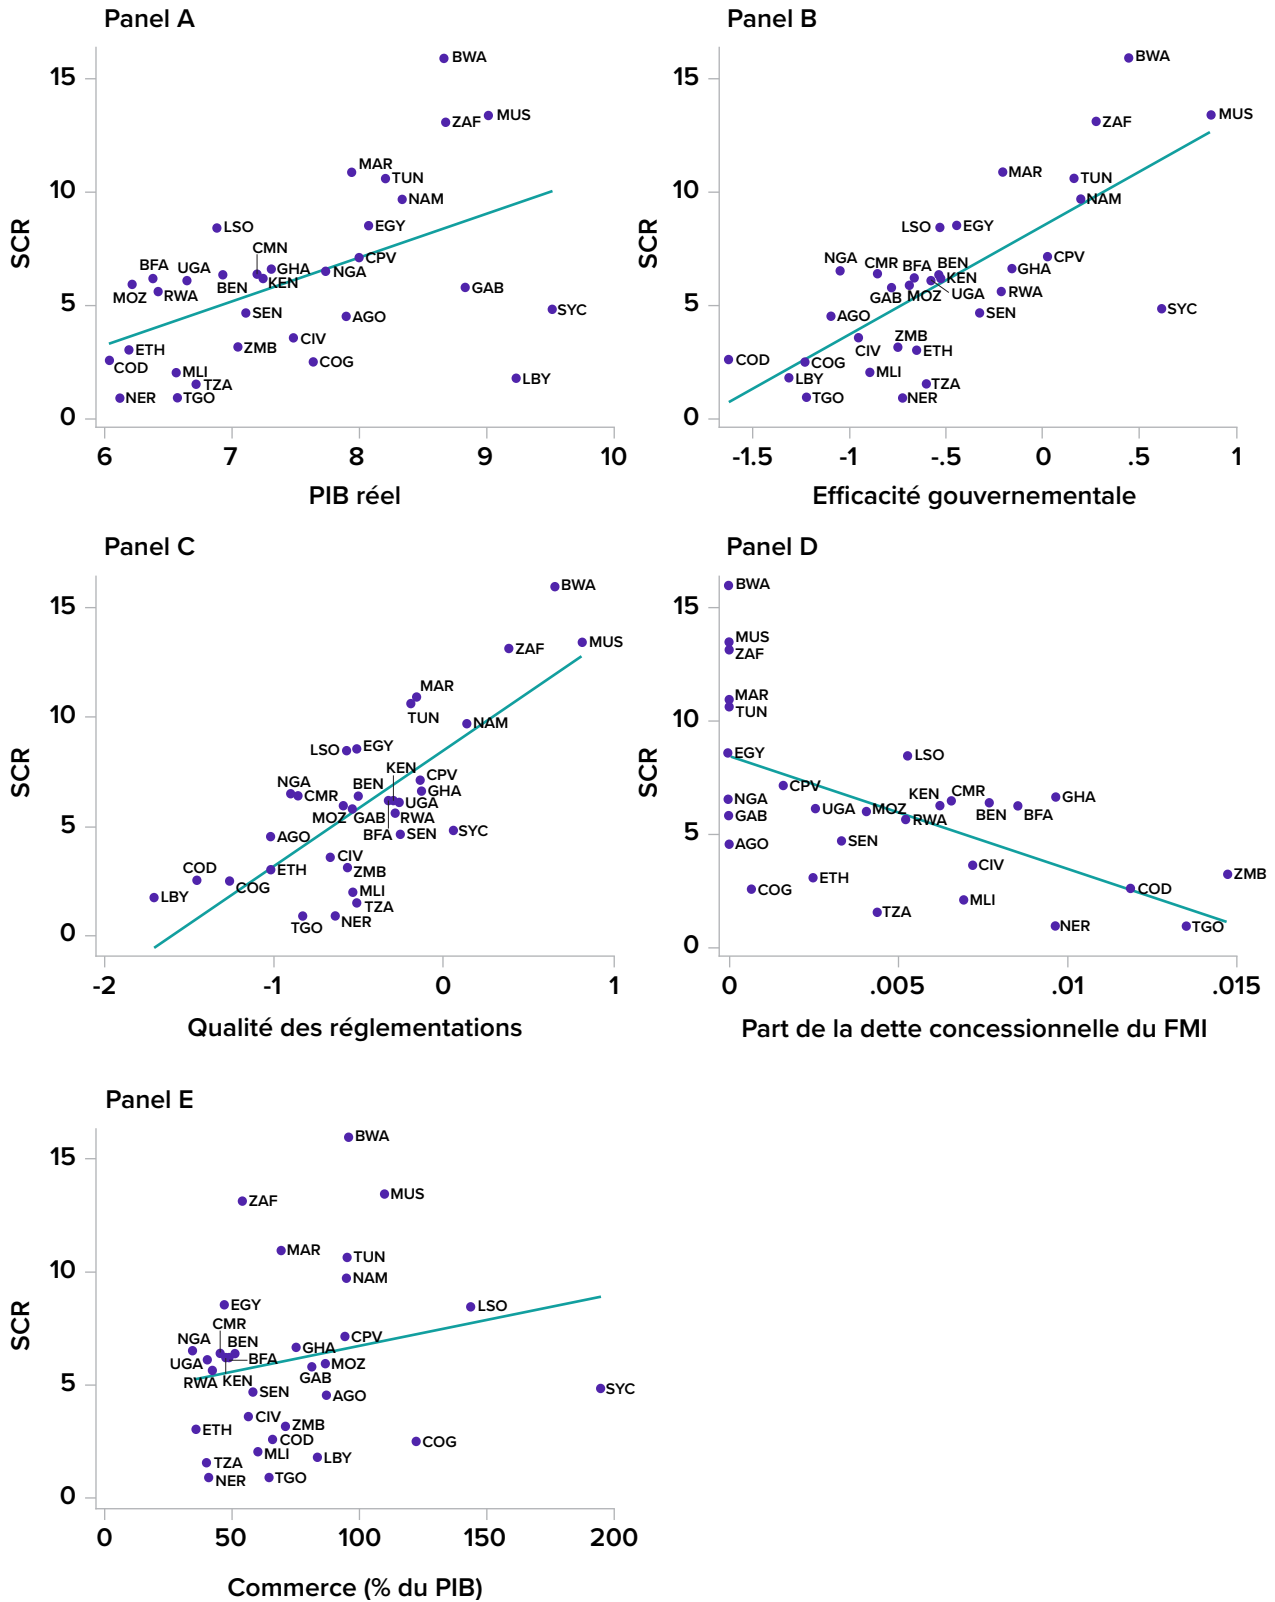 Panel A
SCR
15
10
5
0
BWA
MUS
ZAF
MAR
TUN
NAM
LSO
EGY
CMN
CPV
BFA
UGA
GHA
NGA
MOZ
RWA
BEN
KEN
GAB
SYC
SEN
AGO
CIV
ETH
ZMB
COD
COG
MLI
TZA
LBY
NER
TGO
6 7 8 9 10
PIB réel
Panel B
SCR
15
10
5
0
BWA
MUS
ZAF
MAR
TUN
NAM
LSO
EGY
NGA
CMR
BFA
BEN
CPV
GHA
KEN
GAB
MOZ
UGA
RWA
SYC
AGO
SEN
ZMB
CIV
ETH
COD
COG
MLI
LBY
TZA
TGO
NER
-1.5 -1 -.5 0 .5 1
Efficacité gouvernementale
Panel C
SCR
15
10
5
0
BWA
MUS
ZAF
MAR
TUN
NAM
LSO
EGY
KEN
NGA
BEN
CPV
CMR
GHA
UGA
MOZ
GAB
RWA
AGO
BFA
SEN
SYC
CIV
COD
ETH
ZMB
COG
LBY
MLI
TZA
TGO
NER
-2 -1 0 1
Qualité des réglementations
Panel D
SCR
15
10
5
0
BWA
MUS
ZAF
MAR
TUN
EGY
LSO
CPV
NGA
KEN
CMR
GHA
GAB
UGA
MOZ
RWA
BEN
BFA
AGO
SEN
CIV
ETH
ZMB
COG
COD
MLI
TZA
NER
TGO
0 .005 .01 .015
Part de la dette concessionnelle du FMI
Panel E
SCR
15
10
5
0
BWA
MUS
ZAF
MAR
TUN
NAM
EGY
LSO
CMR
NGA
BEN
CPV
GHA
UGA
BFA
MOZ
RWA
KEN
GAB
SEN
AGO
SYC
CIV
ETH
ZMB
COD
COG
MLI
LBY
TZA
NER
TGO
0 50 100 150 200
Commerce (% du PIB)